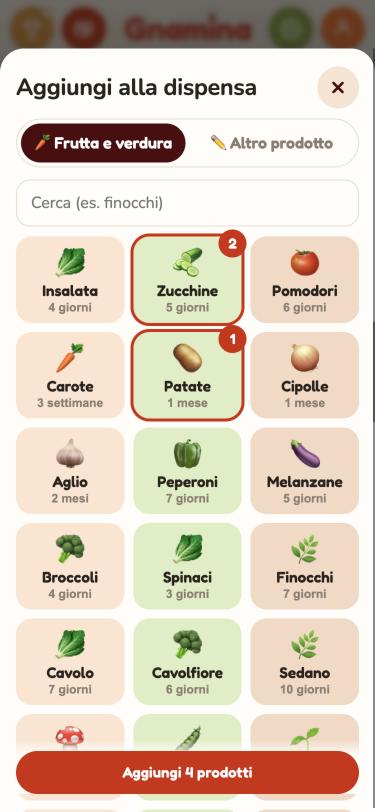 Gnamina
Aggiungi alla dispensa
Frutta e verdura
Altro prodotto
Cerca (es. finocchi)
2
Insalata
4 giorni
Zucchine
5 giorni
Pomodori
6 giorni
1
Carote
3 settimane
Patate
1 mese
Cipolle
1 mese
Aglio
2 mesi
Peperoni
7 giorni
Melanzane
5 giorni
Broccoli
4 giorni
Spinaci
3 giorni
Finocchi
7 giorni
Cavolo
7 giorni
Cavolfiore
6 giorni
Sedano
10 giorni
Aggiungi 4 prodotti